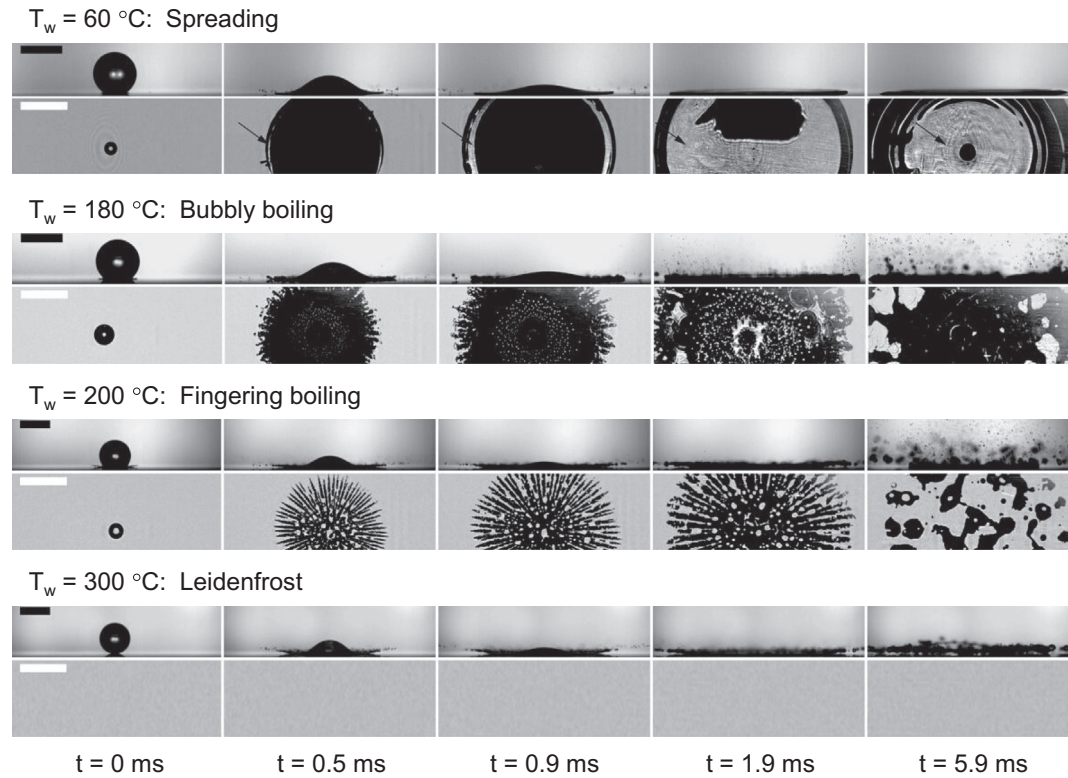 T_w = 60 °C: Spreading
T_w = 180 °C: Bubbly boiling
T_w = 200 °C: Fingering boiling
T_w = 300 °C: Leidenfrost
t = 0 ms t = 0.5 ms t = 0.9 ms t = 1.9 ms t = 5.9 ms